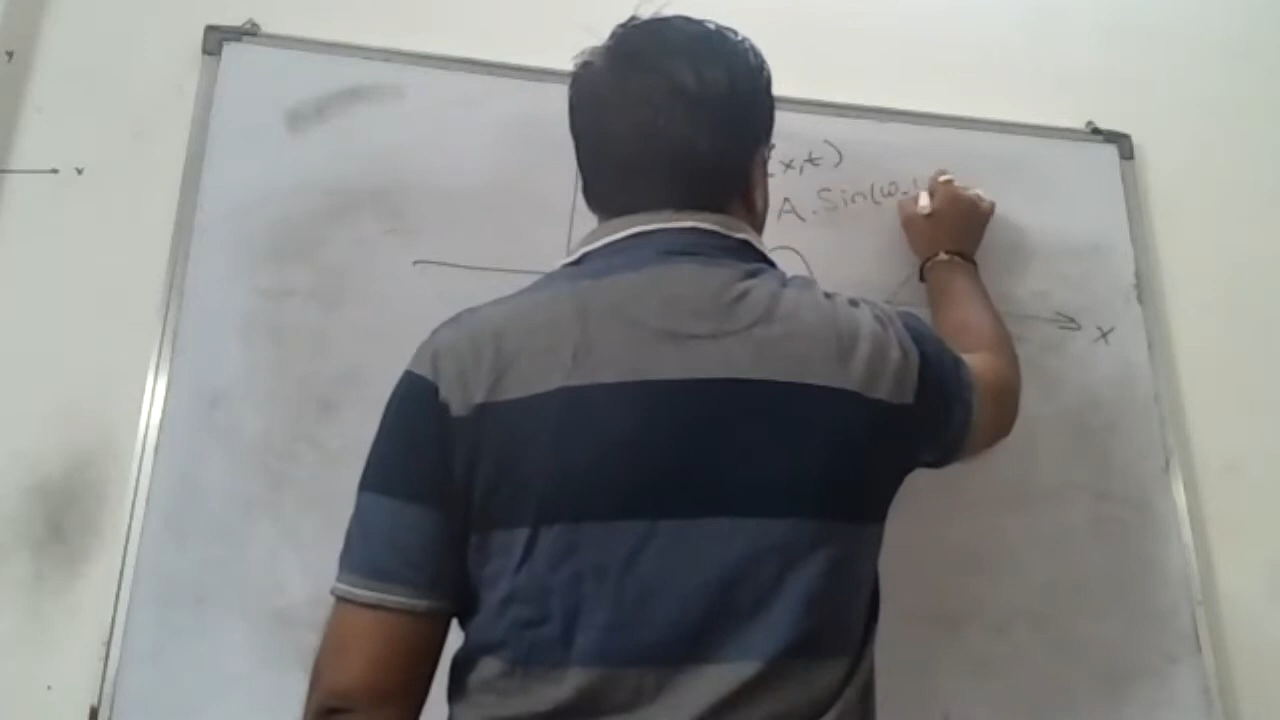 y
x
(x,t)
A.Sin(ω
x